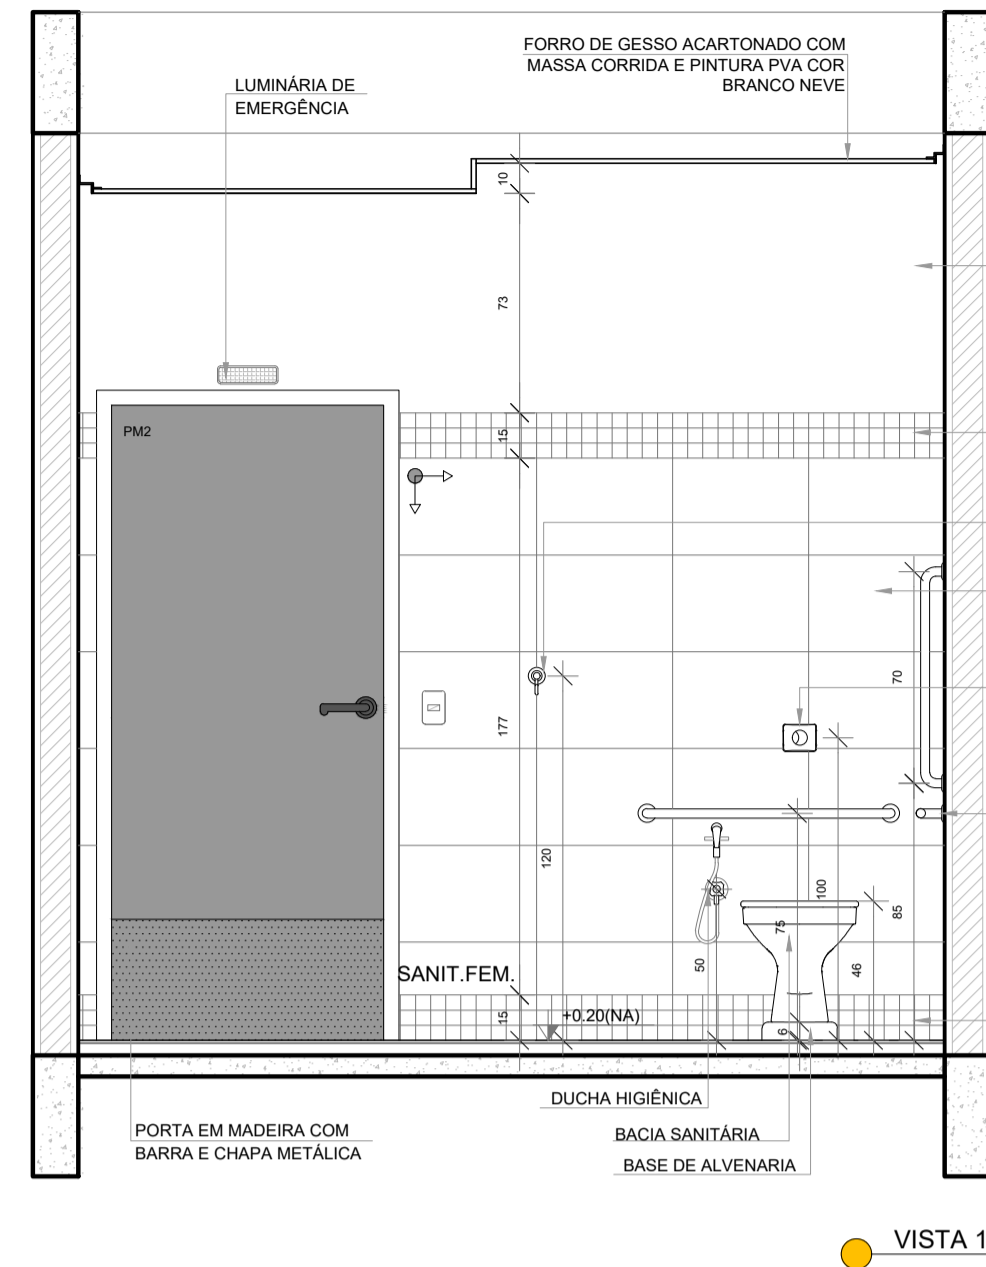 FORRO DE GESSO ACARTONADO COM
MASSA CORRIDA E PINTURA PVA COR
BRANCO NEVE
LUMINÁRIA DE
EMERGÊNCIA
10
73
PM2
15
70
177
120
100
85
75
50
46
SANIT.FEM.
15
+0.20(NA)
6
DUCHA HIGIÊNICA
PORTA EM MADEIRA COM
BARRA E CHAPA METÁLICA
BACIA SANITÁRIA
BASE DE ALVENARIA
VISTA 1